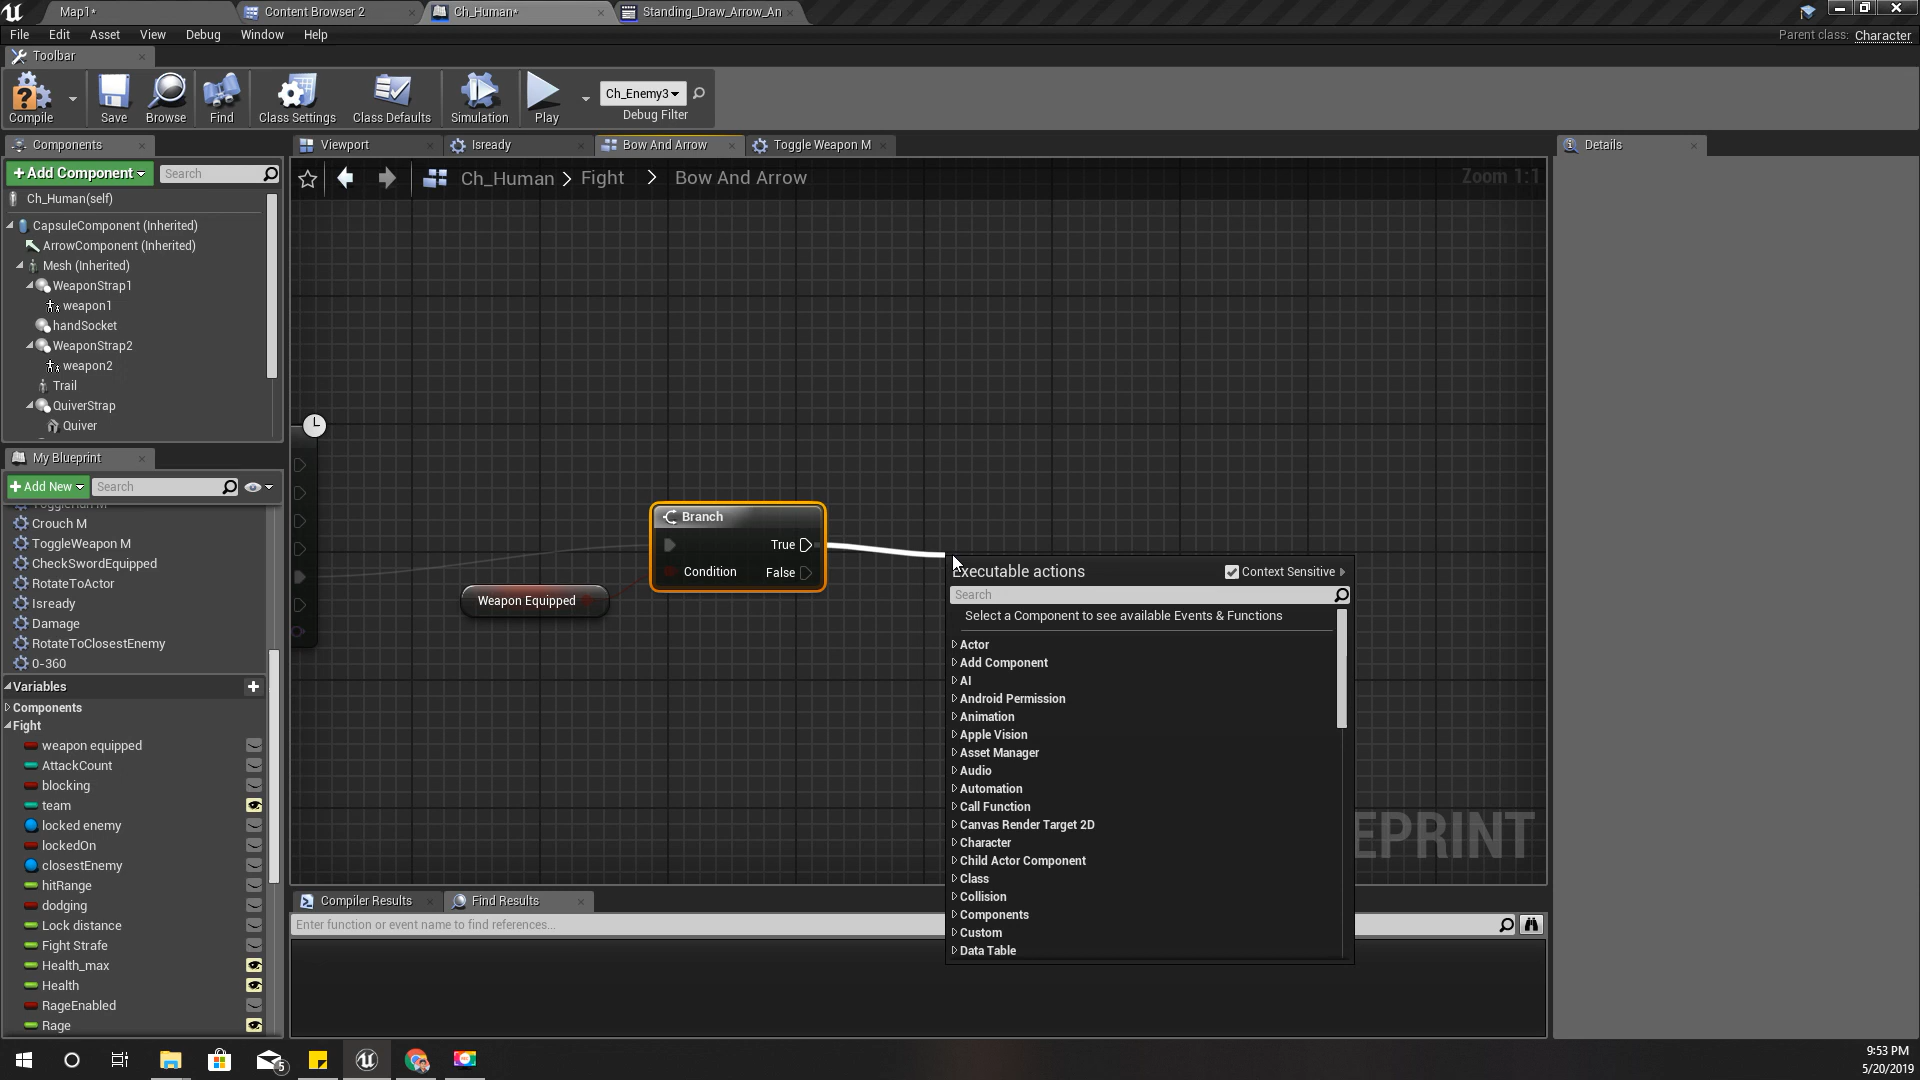 Map1*
Content Browser 2
Ch_Human*
Standing_Draw_Arrow_An
File Edit Asset View Debug Window Help
Parent class: Character
Toolbar
Compile
Save
Browse
Find
Class Settings
Class Defaults
Simulation
Play
Ch_Enemy3
Debug Filter
Components
Viewport
Isready
Bow And Arrow
Toggle Weapon M
Details
+Add Component
Search
Ch_Human > Fight > Bow And Arrow
Zoom 1:1
Ch_Human(self)
CapsuleComponent (Inherited)
ArrowComponent (Inherited)
Mesh (Inherited)
WeaponStrap1
weapon1
handSocket
WeaponStrap2
weapon2
Trail
QuiverStrap
Quiver
My Blueprint
+Add New
Search
Crouch M
ToggleWeapon M
CheckSwordEquipped
RotateToActor
Isready
Damage
RotateToClosestEnemy
0-360
Variables
Components
Fight
weapon equipped
AttackCount
blocking
team
locked enemy
lockedOn
closestEnemy
hitRange
dodging
Lock distance
Fight Strafe
Health_max
Health
RageEnabled
Rage
Branch
True
Condition
False
Weapon Equipped
Executable actions
Context Sensitive
Search
Select a Component to see available Events & Functions
Actor
Add Component
AI
Android Permission
Animation
Apple Vision
Asset Manager
Audio
Automation
Call Function
Canvas Render Target 2D
Character
Child Actor Component
Class
Collision
Components
Custom
Data Table
EPRINT
Compiler Results
Find Results
Enter function or event name to find references...
5
9:53 PM
5/20/2019